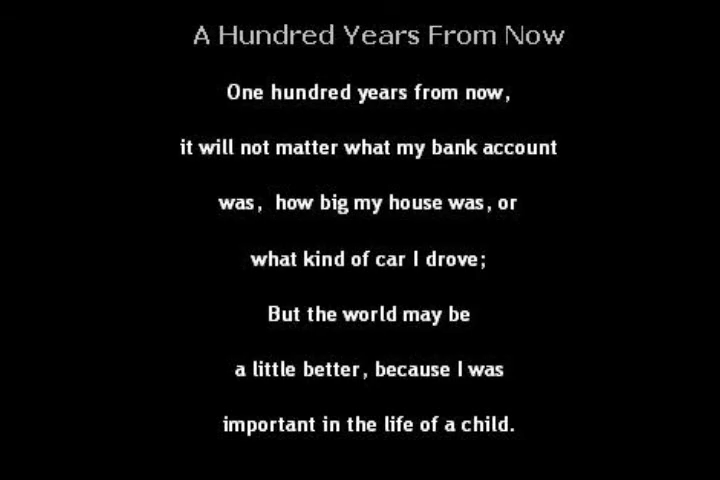 A Hundred Years From Now
One hundred years from now,
it will not matter what my bank account
was, how big my house was, or
what kind of car I drove;
But the world may be
a little better, because I was
important in the life of a child.